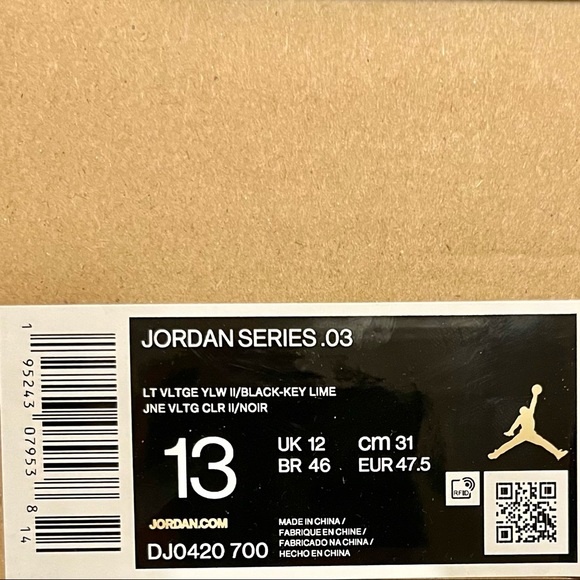 1 95243 07953 8 14
JORDAN SERIES .03
LT VLTGE YLW II/BLACK-KEY LIME
JNE VLTG CLR II/NOIR
13
UK 12 cm 31
BR 46 EUR 47.5
RFID
JORDAN.COM
DJ0420 700
MADE IN CHINA /
FABRIQUE EN CHINE /
FABRICADO NA CHINA /
HECHO EN CHINA